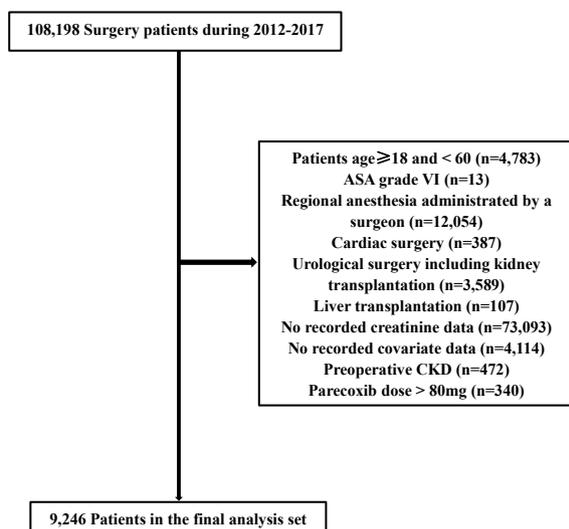 108,198 Surgery patients during 2012-2017
Patients age⩾18 and < 60 (n=4,783)
ASA grade VI (n=13)
Regional anesthesia administrated by a
surgeon (n=12,054)
Cardiac surgery (n=387)
Urological surgery including kidney
transplantation (n=3,589)
Liver transplantation (n=107)
No recorded creatinine data (n=73,093)
No recorded covariate data (n=4,114)
Preoperative CKD (n=472)
Parecoxib dose > 80mg (n=340)
9,246 Patients in the final analysis set